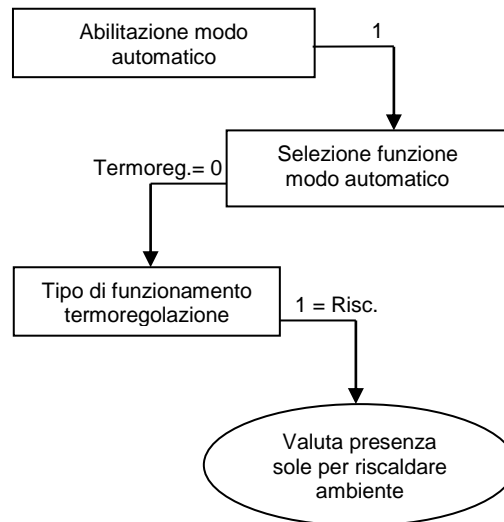 Abilitazione modo
automatico
1
Selezione funzione
modo automatico
Termoreg.= 0
Tipo di funzionamento
termoregolazione
1 = Risc.
Valuta presenza
sole per riscaldare
ambiente